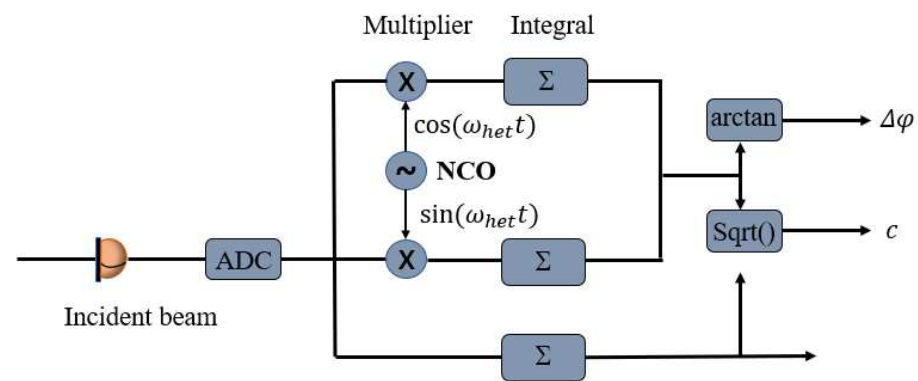 Multiplier
Integral
X
Σ
cos(ω_het t)
arctan
Δφ
~
NCO
sin(ω_het t)
Sqrt()
c
ADC
X
Σ
Incident beam
Σ